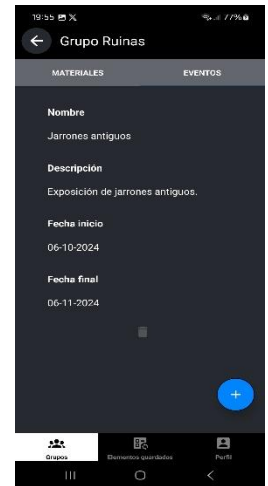 19:55
77%
Grupo Ruinas
MATERIALES EVENTOS
Nombre
Jarrones antiguos
Descripción
Exposición de jarrones antiguos.
Fecha inicio
06-10-2024
Fecha final
06-11-2024
+
Grupos Elementos guardados Perfil